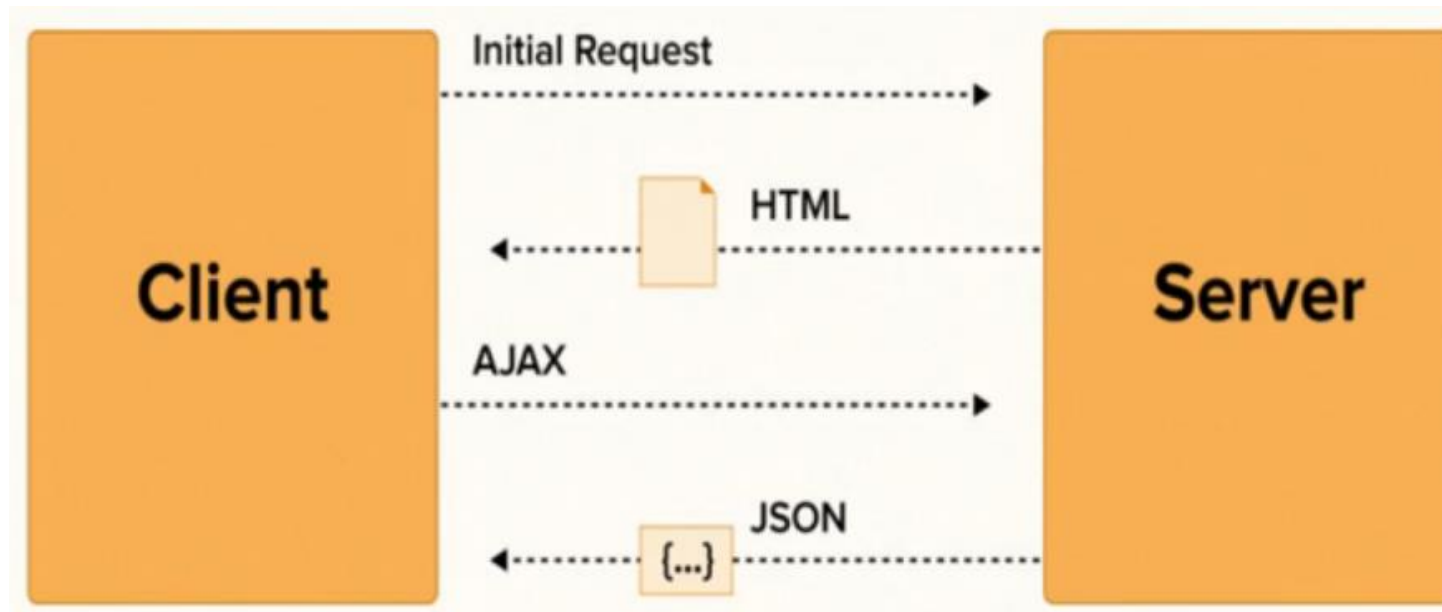 Initial Request
HTML
Client
Server
AJAX
JSON
{...}